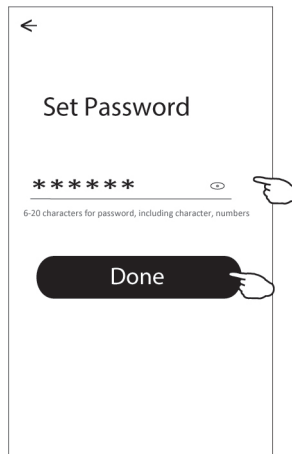 Set Password
******
6-20 characters for password, including character, numbers
Done